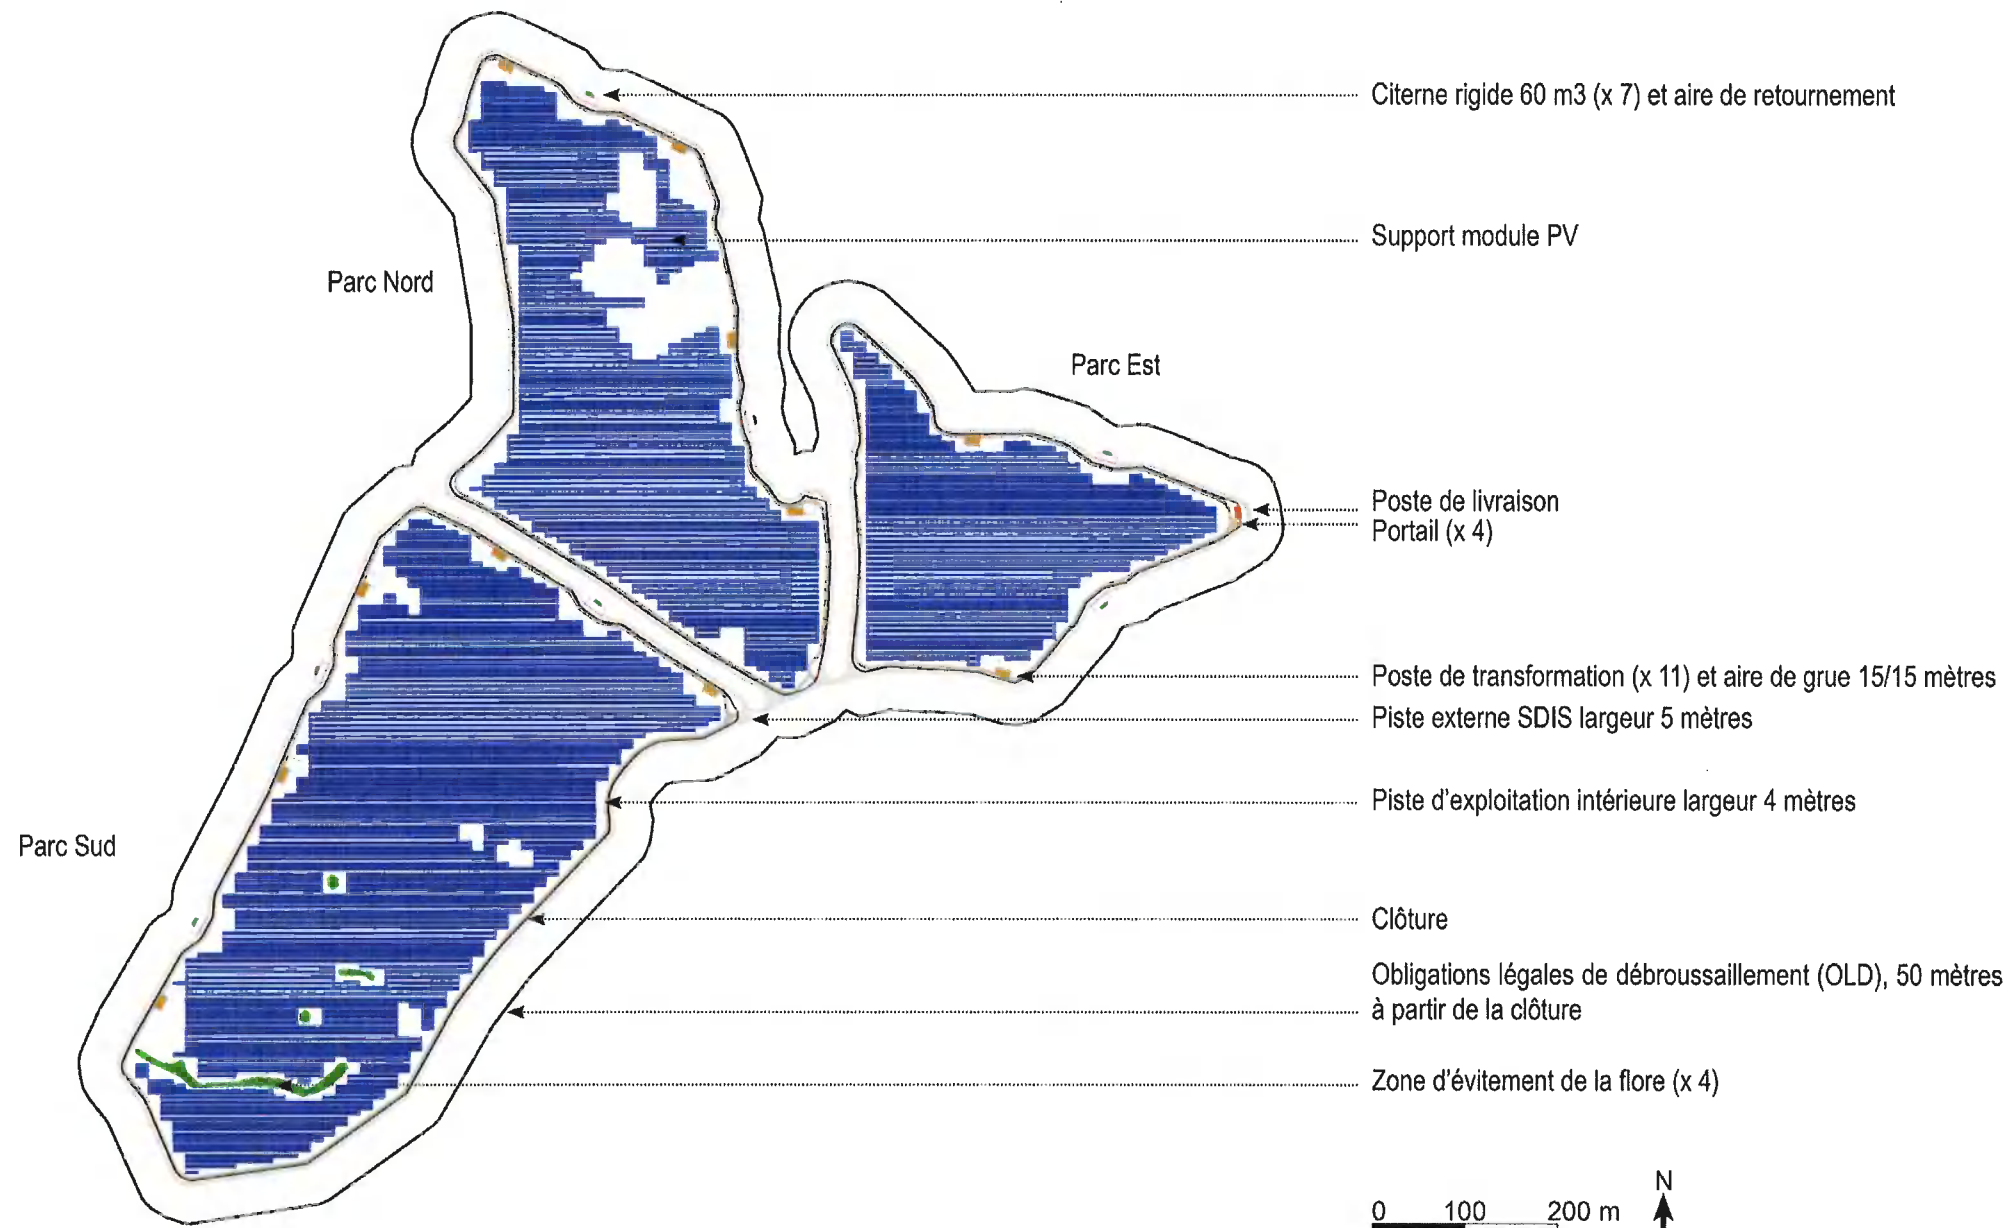 Citerne rigide 60 m3 (x 7) et aire de retournement
Support module PV
Parc Nord
Parc Est
Poste de livraison
Portail (x 4)
Poste de transformation (x 11) et aire de grue 15/15 mètres
Piste externe SDIS largeur 5 mètres
Piste d'exploitation intérieure largeur 4 mètres
Parc Sud
Clôture
Obligations légales de débroussaillement (OLD), 50 mètres
à partir de la clôture
Zone d'évitement de la flore (x 4)
N
0 100 200 m